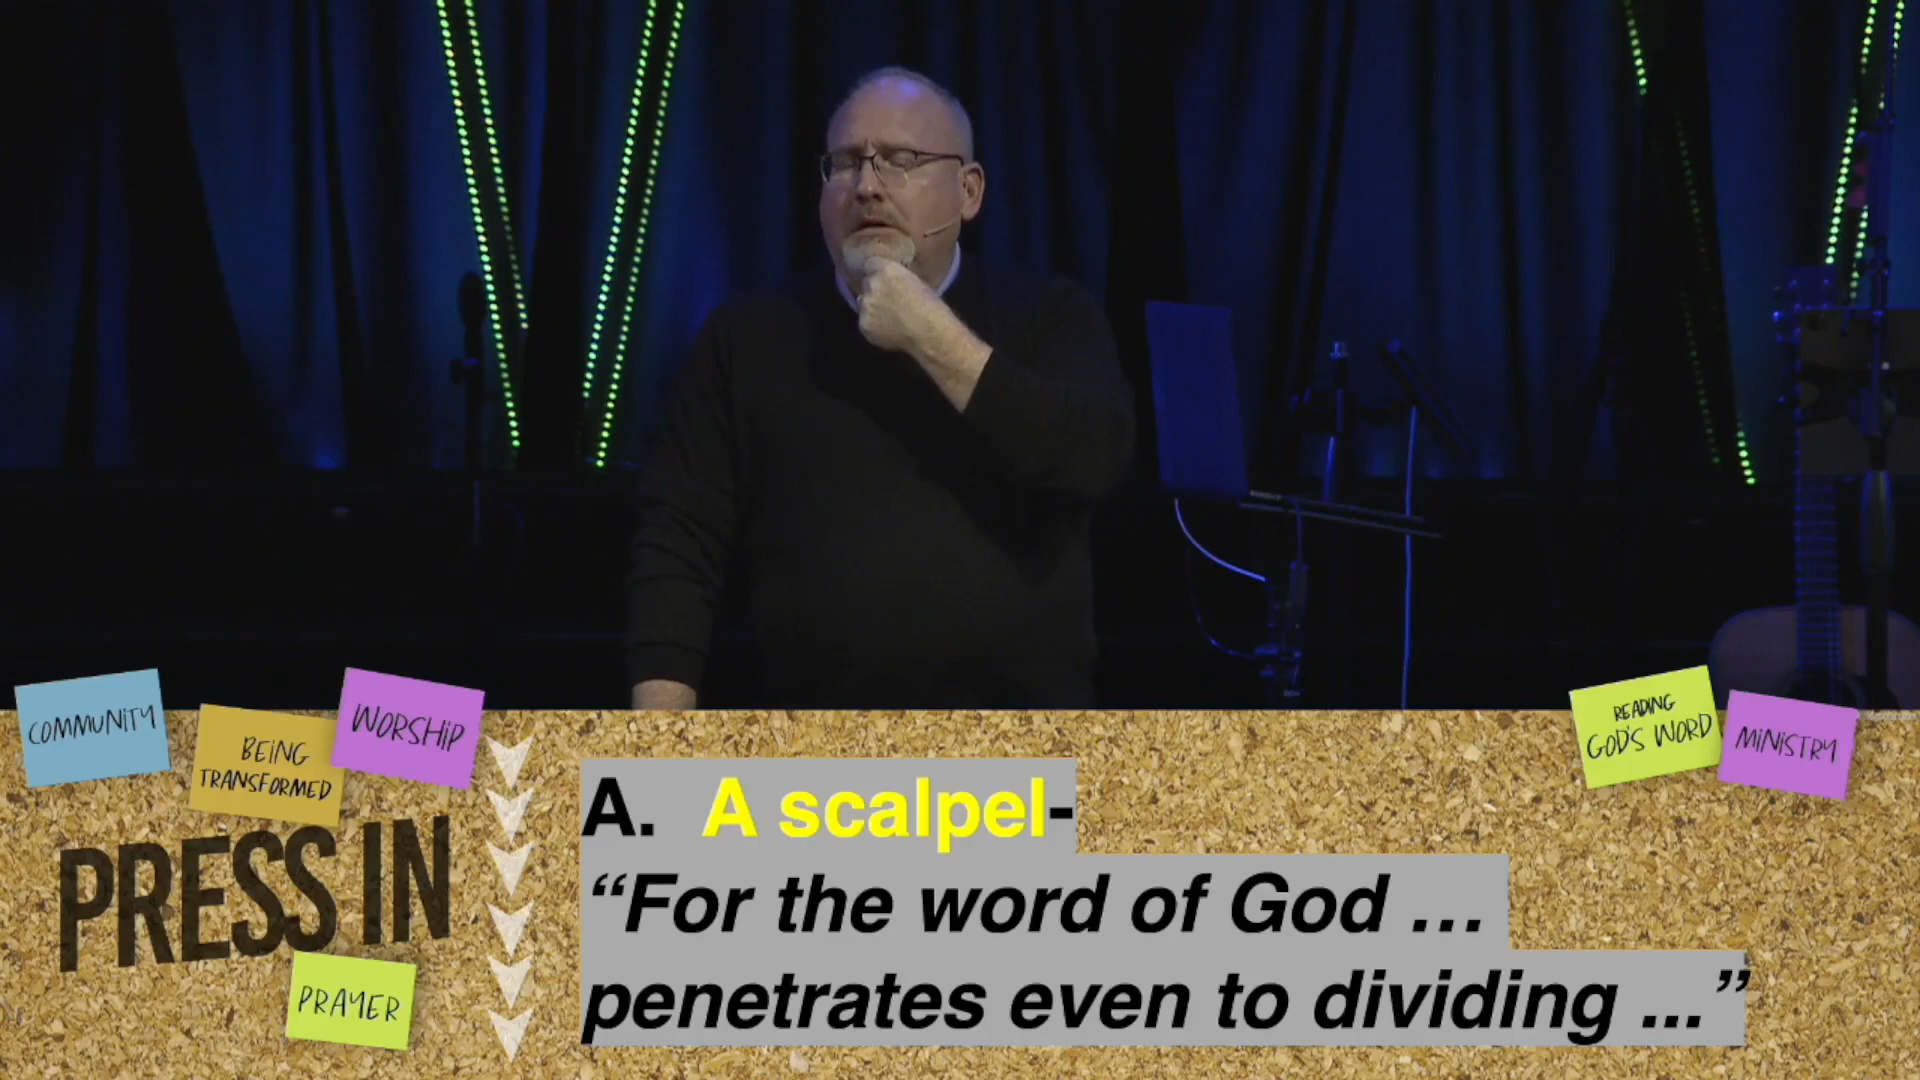 COMMUNITY
BEING
TRANSFORMED
WORSHIP
READING
GOD'S WORD
MINISTRY
PRESS IN
PRAYER
A. A scalpel-
“For the word of God …
penetrates even to dividing ...”